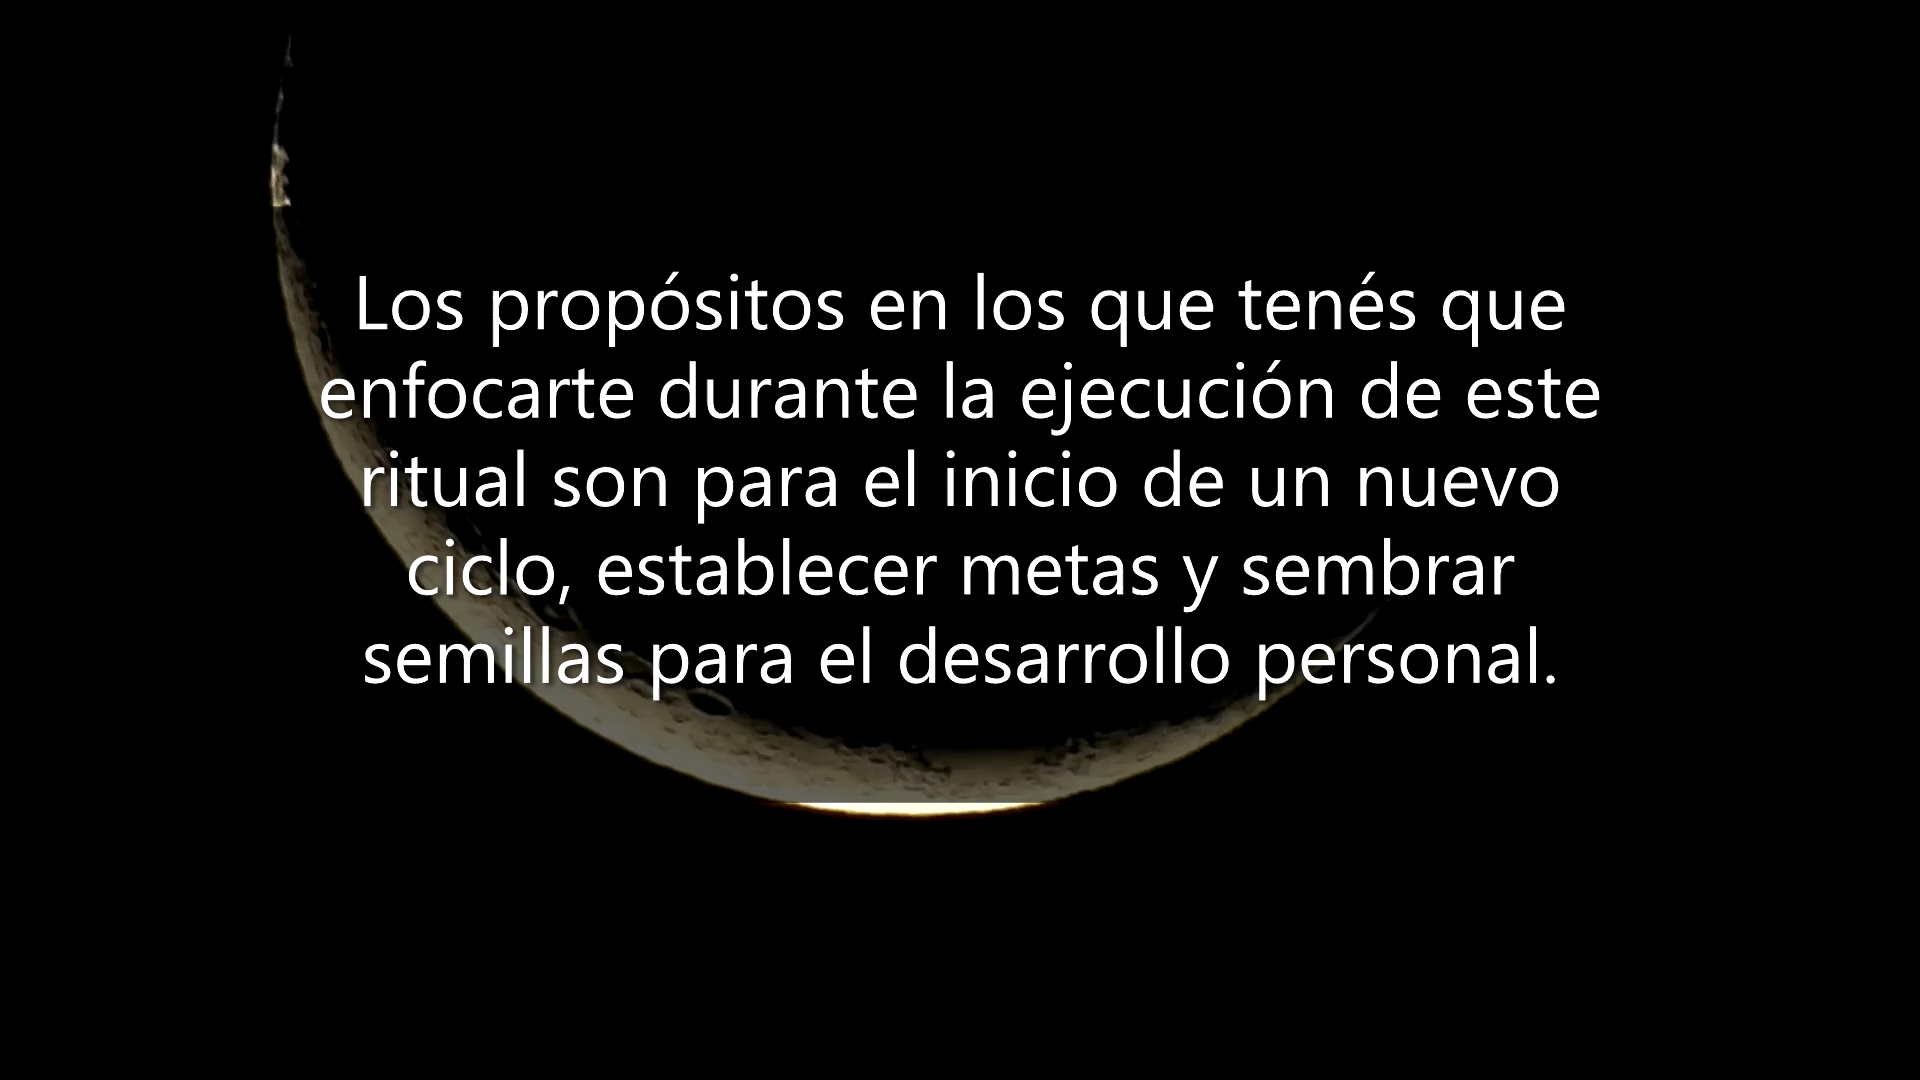 Los propósitos en los que tenés que
enfocarte durante la ejecución de este
ritual son para el inicio de un nuevo
ciclo, establecer metas y sembrar
semillas para el desarrollo personal.